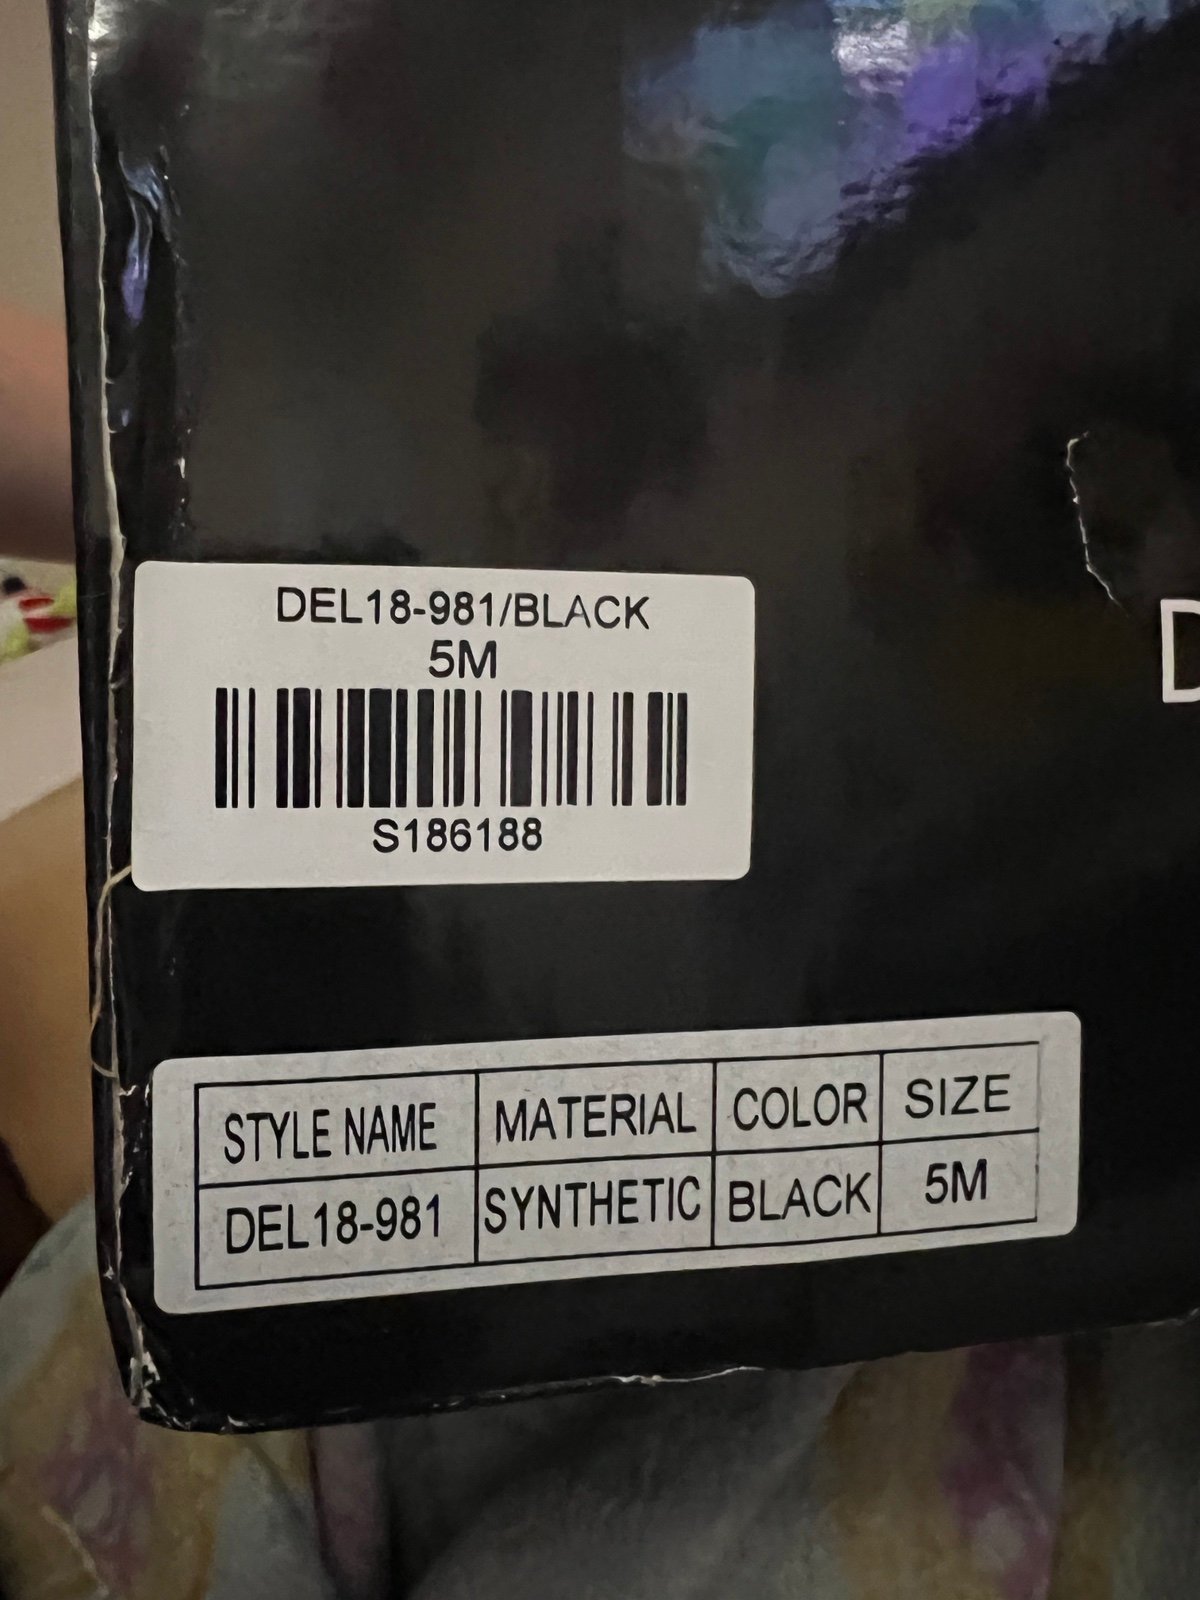 DEL18-981/BLACK
5M
S186188
D
STYLE NAME MATERIAL COLOR SIZE
DEL18-981 SYNTHETIC BLACK 5M